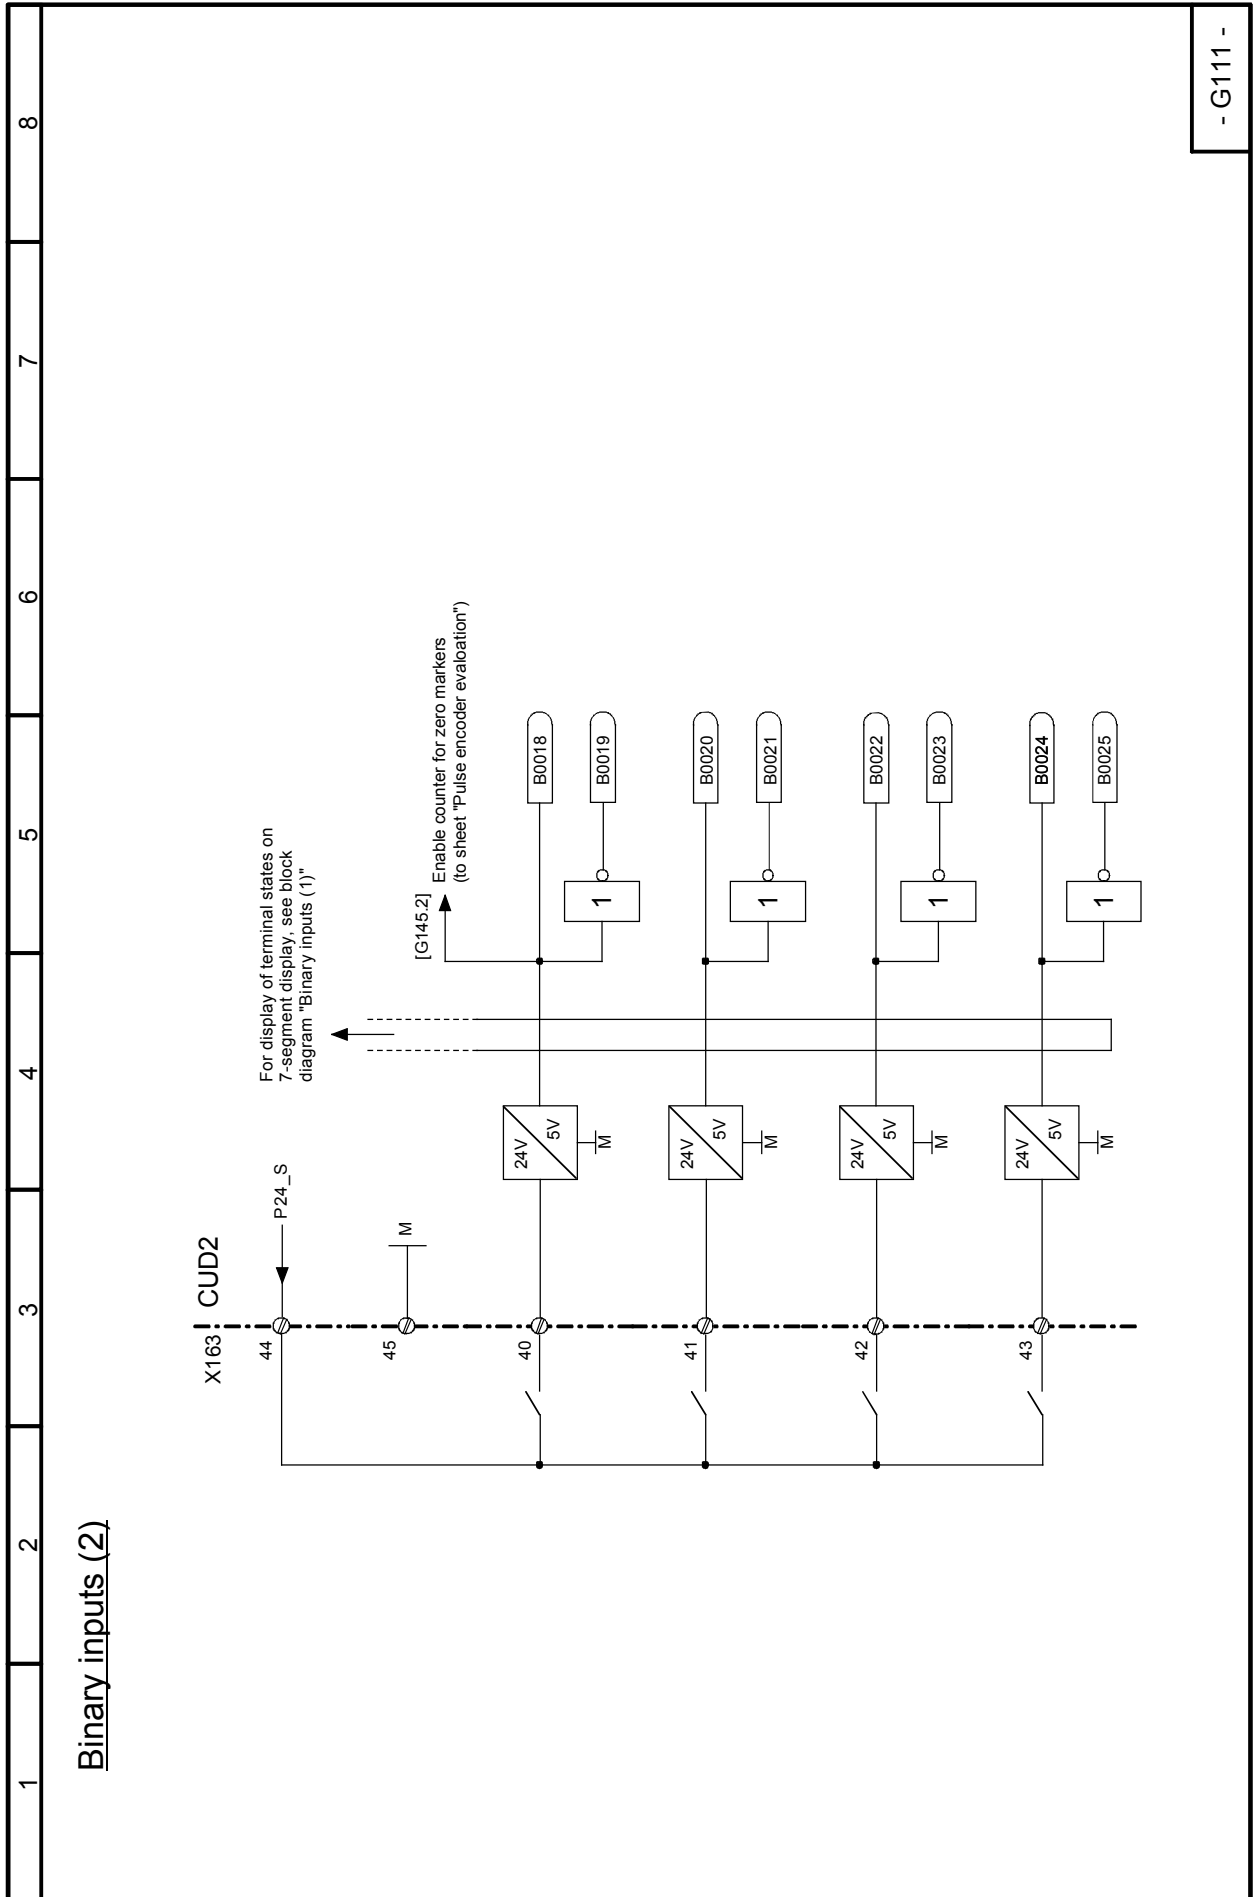 1 2 3 4 5 6 7 8
Binary inputs (2)
X163 CUD2
44
P24_S
For display of terminal states on
7-segment display, see block
diagram "Binary inputs (1)"
45
M
[G145.2]
Enable counter for zero markers
(to sheet "Pulse encoder evaloation")
40
24V
5V
M
B0018
1
B0019
41
24V
5V
M
B0020
1
B0021
42
24V
5V
M
B0022
1
B0023
43
24V
5V
M
B0024
1
B0025
- G111 -